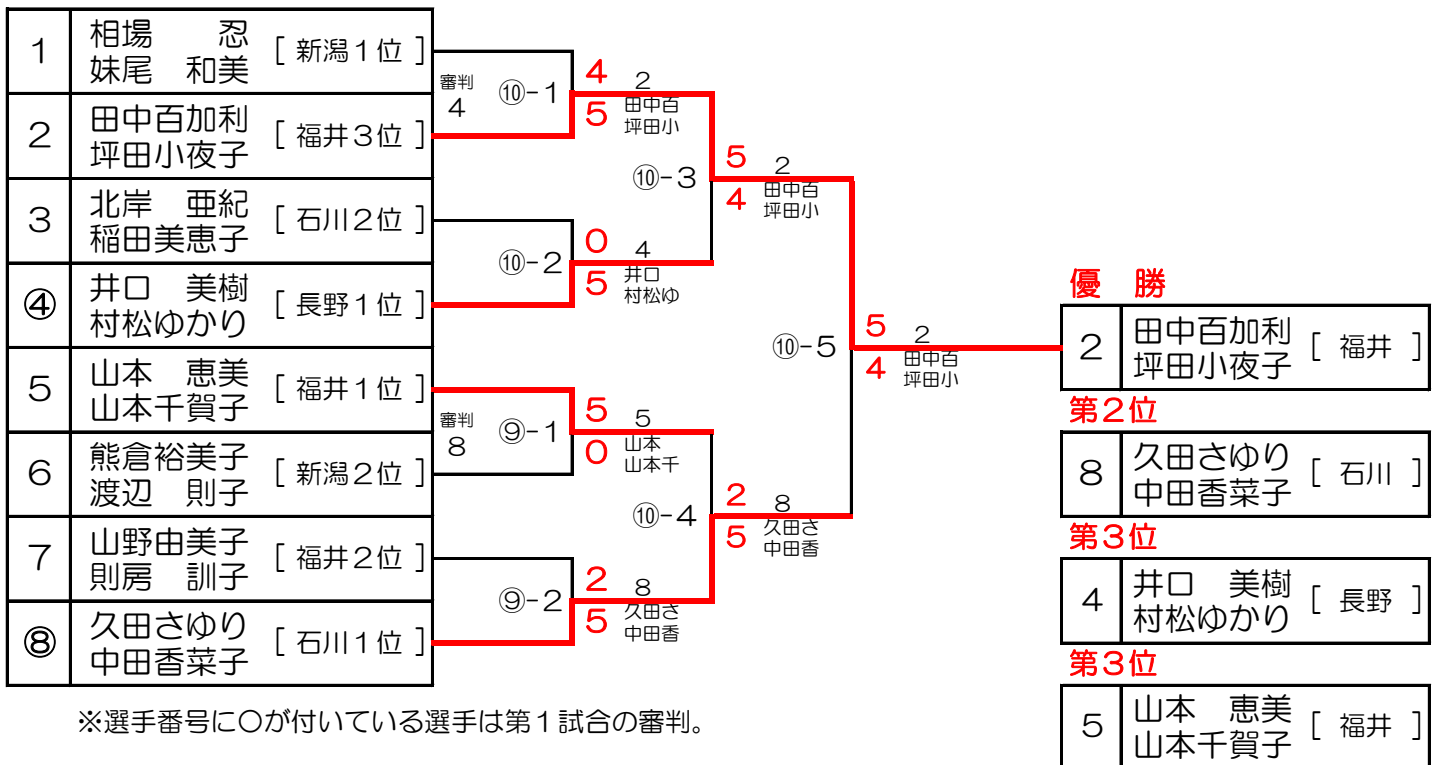 1 相場　　忍 [ 新潟1位 ]
妹尾　和美
2 田中百加利 [ 福井3位 ]
坪田小夜子
3 北岸　亜紀 [ 石川2位 ]
稲田美恵子
④ 井口　美樹 [ 長野1位 ]
村松ゆかり
5 山本　恵美 [ 福井1位 ]
山本千賀子
6 熊倉裕美子 [ 新潟2位 ]
渡辺　則子
7 山野由美子 [ 福井2位 ]
則房　訓子
⑧ 久田さゆり [ 石川1位 ]
中田香菜子
審判
4
⑩-1
4
5
2
田中百
坪田小
⑩-2
0
5
4
井口
村松ゆ
審判
8
⑨-1
5
0
5
山本
山本千
⑨-2
2
5
8
久田さ
中田香
⑩-3
5
4
2
田中百
坪田小
⑩-4
2
5
8
久田さ
中田香
⑩-5
5
4
2
田中百
坪田小
優　勝
2 田中百加利 [ 福井 ]
坪田小夜子
第2位
8 久田さゆり [ 石川 ]
中田香菜子
第3位
4 井口　美樹 [ 長野 ]
村松ゆかり
第3位
5 山本　恵美 [ 福井 ]
山本千賀子
※選手番号に〇が付いている選手は第1試合の審判。